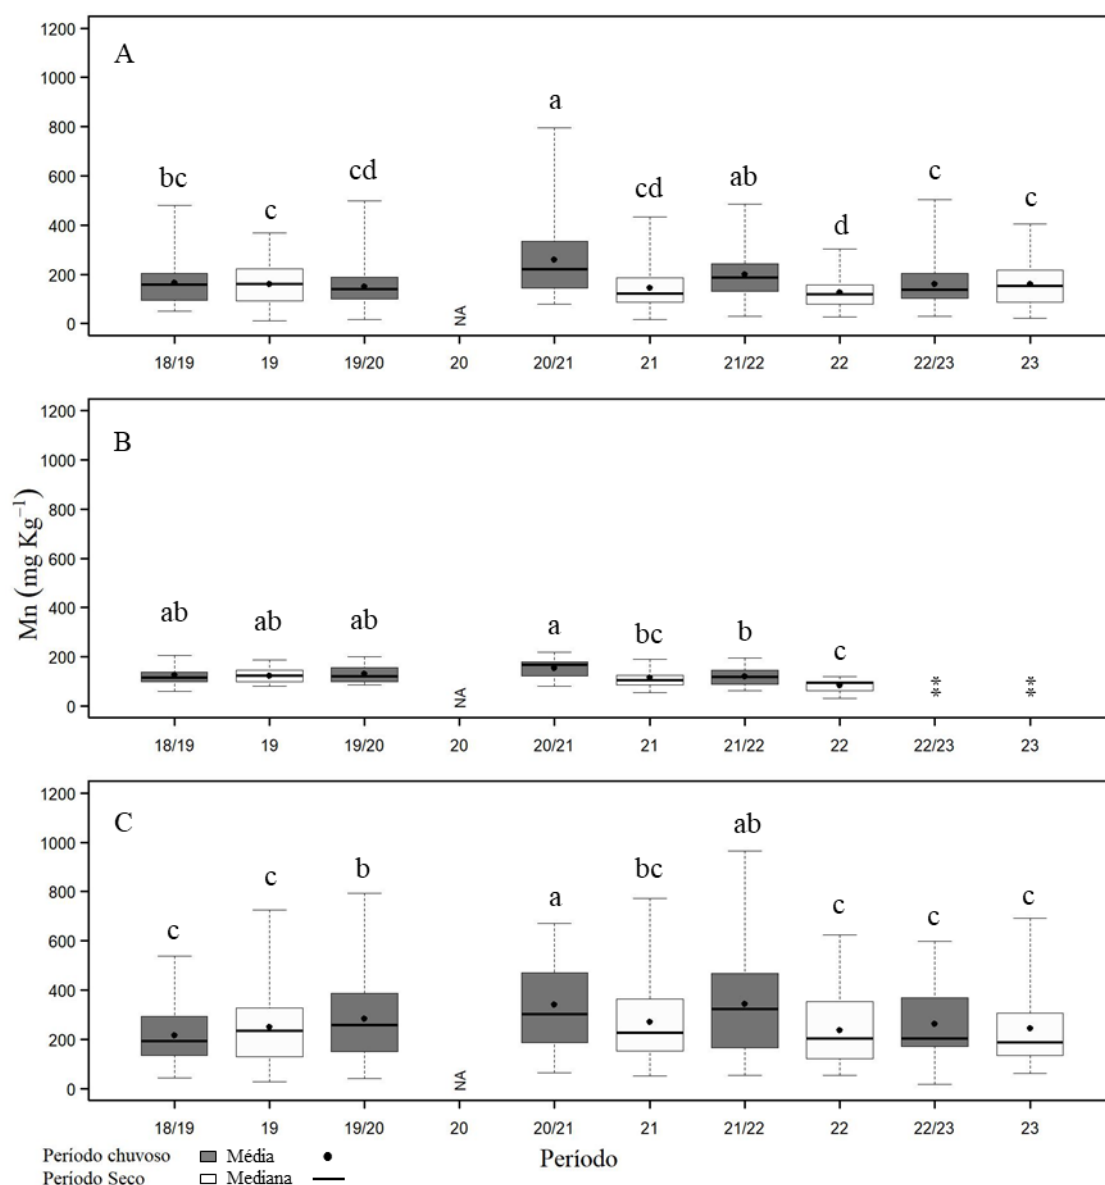 A
1200
1000
800
600
400
200
0
bc
c
cd
NA
a
cd
ab
d
c
c
18/19 19 19/20 20 20/21 21 21/22 22 22/23 23
B
1200
1000
800
600
400
200
0
ab
ab
ab
NA
a
bc
b
c
**
**
18/19 19 19/20 20 20/21 21 21/22 22 22/23 23
Mn (mg Kg⁻¹)
C
1200
1000
800
600
400
200
0
c
c
b
NA
a
bc
ab
c
c
c
18/19 19 19/20 20 20/21 21 21/22 22 22/23 23
Período
Período chuvoso Média
Período Seco Mediana